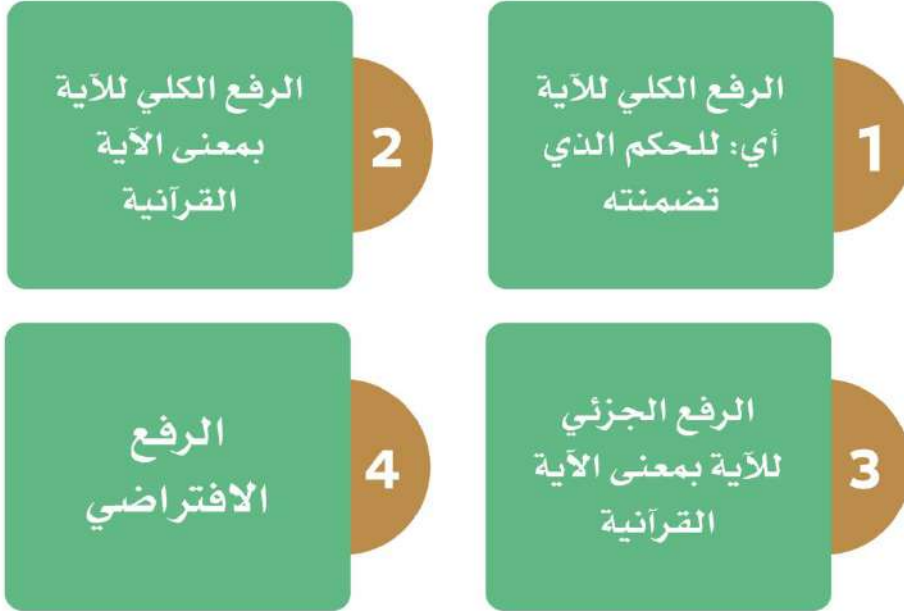 1
الرفع الكلي للآية
أي: للحكم الذي
تضمنته
2
الرفع الكلي للآية
بمعنى الآية
القرآنية
3
الرفع الجزئي
للآية بمعنى الآية
القرآنية
4
الرفع
الافتراضي